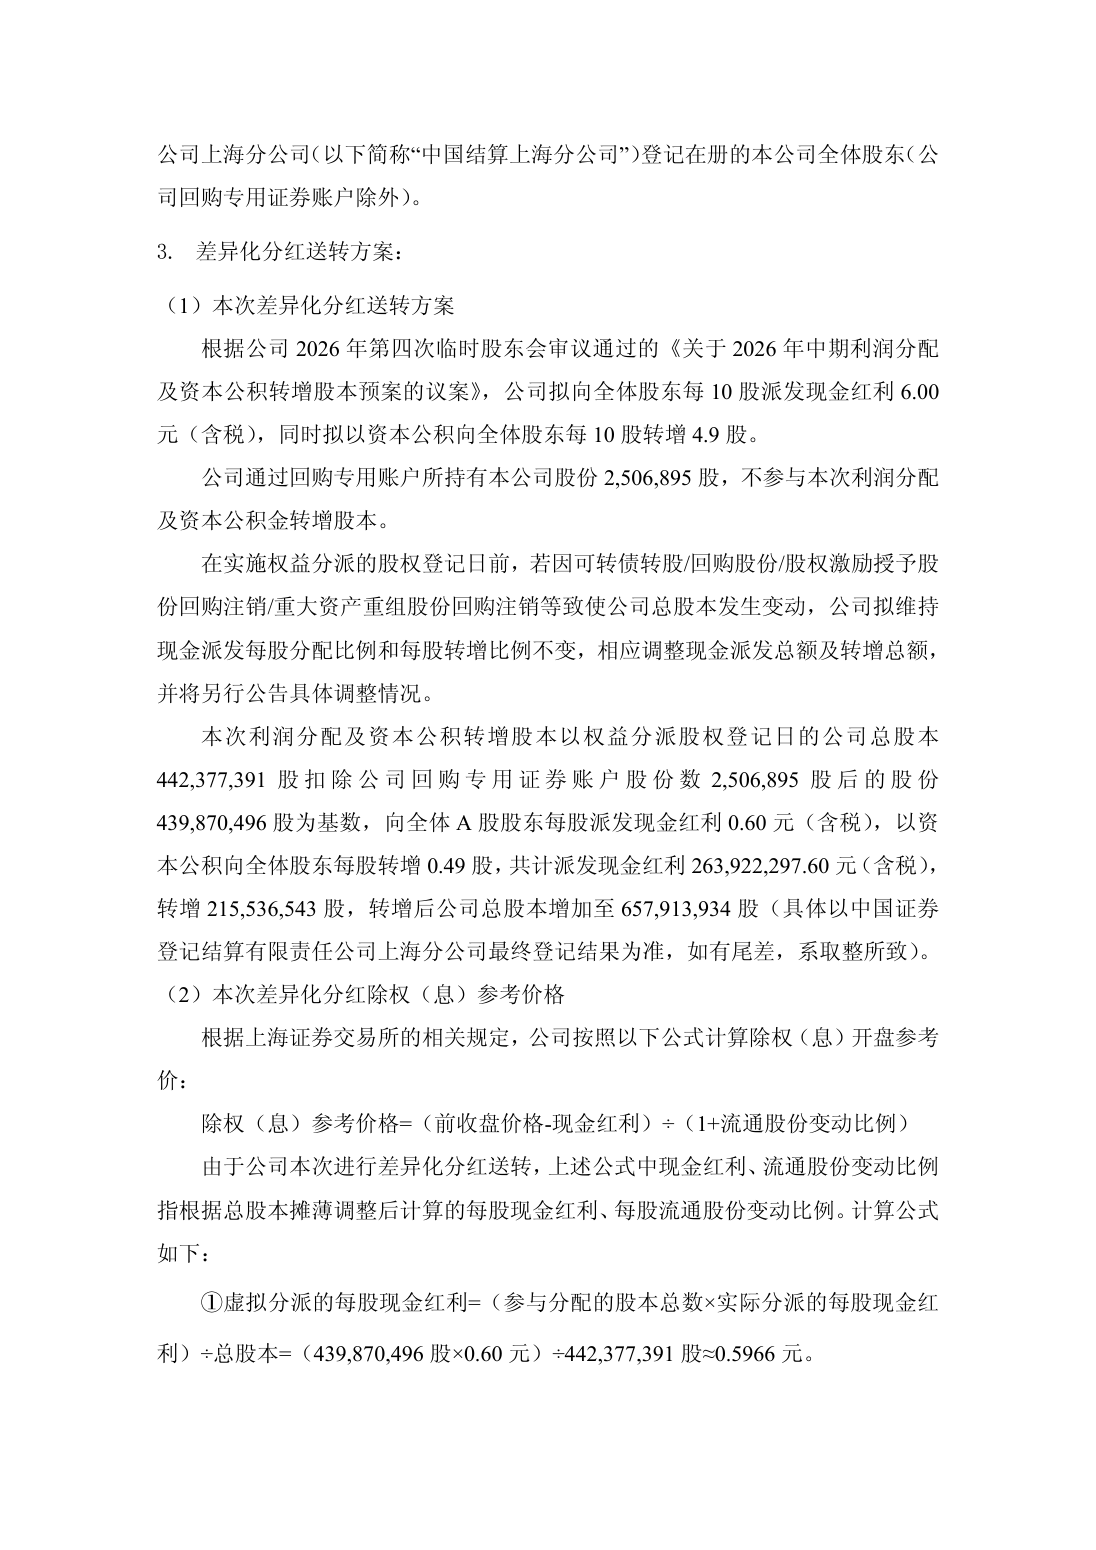 公司上海分公司（以下简称“中国结算上海分公司”）登记在册的本公司全体股东（公
司回购专用证券账户除外）。
3. 差异化分红送转方案：
（1）本次差异化分红送转方案
根据公司 2026 年第四次临时股东会审议通过的《关于 2026 年中期利润分配
及资本公积转增股本预案的议案》，公司拟向全体股东每 10 股派发现金红利 6.00
元（含税），同时拟以资本公积向全体股东每 10 股转增 4.9 股。
公司通过回购专用账户所持有本公司股份 2,506,895 股，不参与本次利润分配
及资本公积金转增股本。
在实施权益分派的股权登记日前，若因可转债转股/回购股份/股权激励授予股
份回购注销/重大资产重组股份回购注销等致使公司总股本发生变动，公司拟维持
现金派发每股分配比例和每股转增比例不变，相应调整现金派发总额及转增总额，
并将另行公告具体调整情况。
本次利润分配及资本公积转增股本以权益分派股权登记日的公司总股本
442,377,391 股扣除公司回购专用证券账户股份数 2,506,895 股后的股份
439,870,496 股为基数，向全体 A 股股东每股派发现金红利 0.60 元（含税），以资
本公积向全体股东每股转增 0.49 股，共计派发现金红利 263,922,297.60 元（含税），
转增 215,536,543 股，转增后公司总股本增加至 657,913,934 股（具体以中国证券
登记结算有限责任公司上海分公司最终登记结果为准，如有尾差，系取整所致）。
（2）本次差异化分红除权（息）参考价格
根据上海证券交易所的相关规定，公司按照以下公式计算除权（息）开盘参考
价：
除权（息）参考价格=（前收盘价格-现金红利）÷（1+流通股份变动比例）
由于公司本次进行差异化分红送转，上述公式中现金红利、流通股份变动比例
指根据总股本摊薄调整后计算的每股现金红利、每股流通股份变动比例。计算公式
如下：
①虚拟分派的每股现金红利=（参与分配的股本总数×实际分派的每股现金红
利）÷总股本=（439,870,496 股×0.60 元）÷442,377,391 股≈0.5966 元。